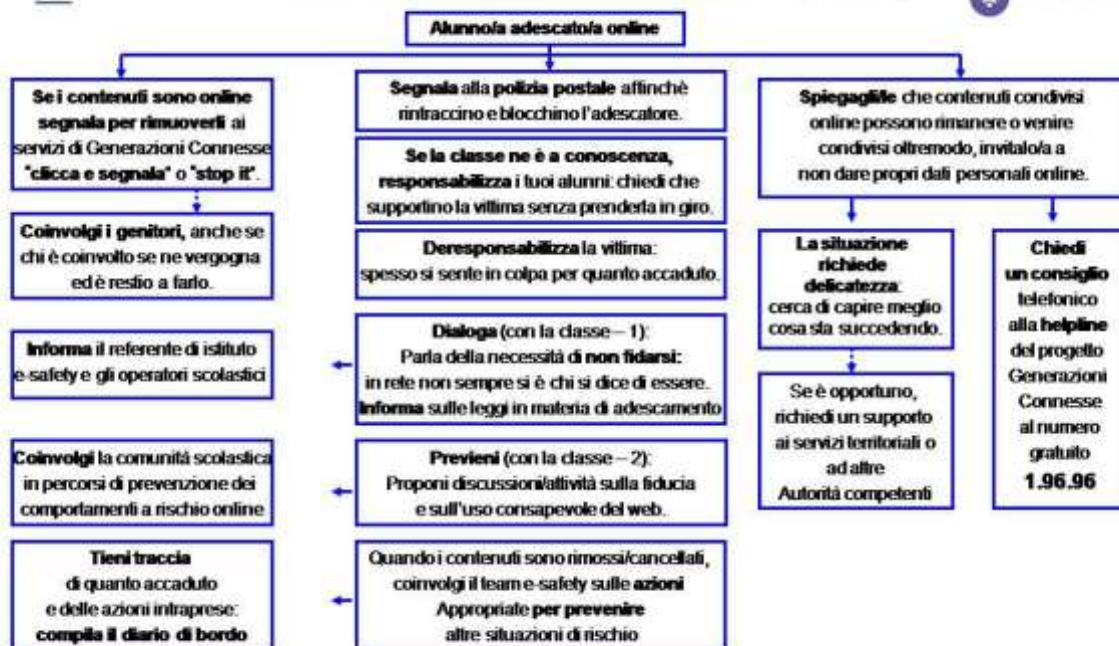 Alunno/a adescato/a online
Se i contenuti sono online
segnala per rimuoverli ai
servizi di Generazioni Connesse
"clicca e segnala" o "stop it".
Coinvolgi i genitori, anche se
chi è coinvolto se ne vergogna
ed è restio a farlo.
Informa il referente di istituto
e-safety e gli operatori scolastici
Coinvolgi la comunità scolastica
in percorsi di prevenzione dei
comportamenti a rischio online
Tieni traccia
di quanto accaduto
e delle azioni intraprese:
compila il diario di bordo
Segnala alla polizia postale affinchè
rintraccino e blocchino l'adescatore.
Se la classe ne è a conoscenza,
responsabilizza i tuoi alunni: chiedi che
supportino la vittima senza prenderla in giro.
Deresponsabilizza la vittima:
spesso si sente in colpa per quanto accaduto.
Dialoga (con la classe – 1):
Parla della necessità di non fidarsi:
in rete non sempre si è chi si dice di essere.
Informa sulle leggi in materia di adescamento
Previeni (con la classe – 2):
Proponi discussioni/attività sulla fiducia
e sull'uso consapevole del web.
Quando i contenuti sono rimossi/cancellati,
coinvolgi il team e-safety sulle azioni
Appropriate per prevenire
altre situazioni di rischio
Spiegagli/le che contenuti condivisi
online possono rimanere o venire
condivisi oltremodo, invitalo/a a
non dare propri dati personali online.
La situazione
richiede
delicatezza:
cerca di capire meglio
cosa sta succedendo.
Se è opportuno,
richiedi un supporto
ai servizi territoriali o
ad altre
Autorità competenti
Chiedi
un consiglio
telefonico
alla helpline
del progetto
Generazioni
Connesse
al numero
gratuito
1.96.96